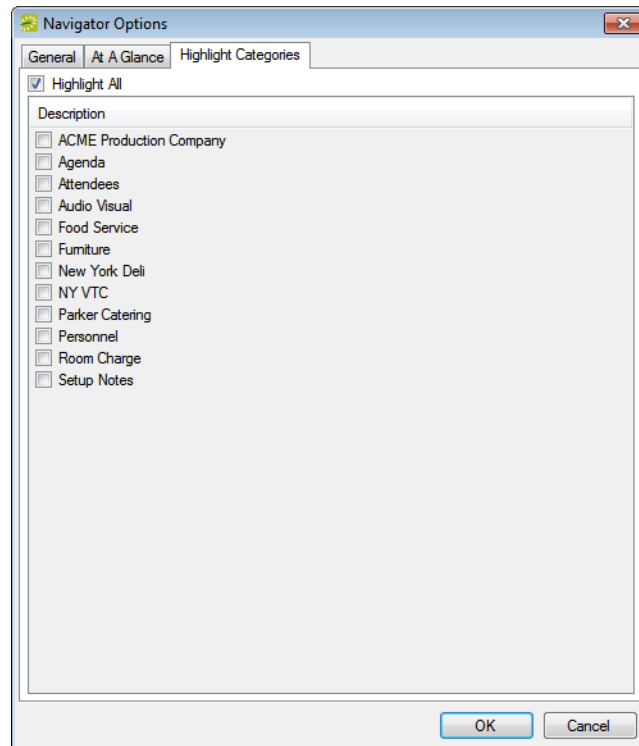 Navigator Options
General At A Glance Highlight Categories
Highlight All
Description
ACME Production Company
Agenda
Attendees
Audio Visual
Food Service
Furniture
New York Deli
NY VTC
Parker Catering
Personnel
Room Charge
Setup Notes
OK Cancel